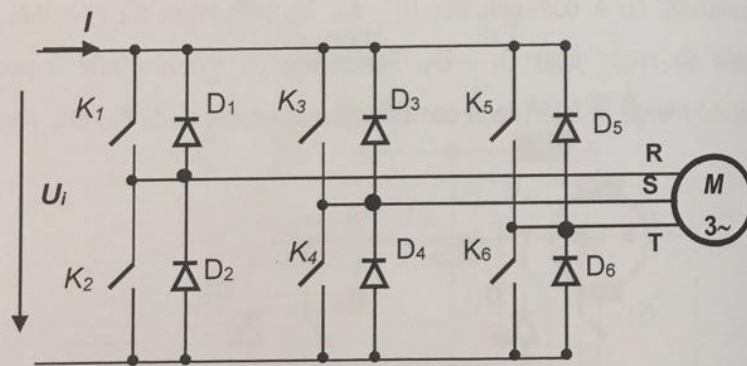 I
K1 D1 K3 D3 K5 D5
R
S M
Ui 3~
T
K2 D2 K4 D4 K6 D6